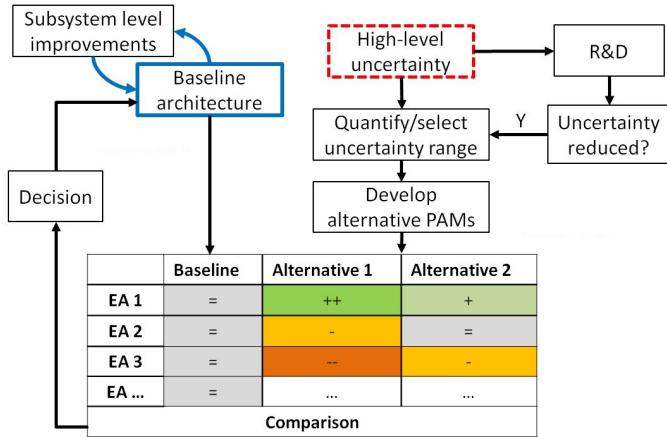 Subsystem level
improvements
Baseline
architecture
High-level
uncertainty
R&D
Quantify/select
uncertainty range
Y
Uncertainty
reduced?
Decision
Develop
alternative PAMs
Baseline Alternative 1 Alternative 2
EA 1 = ++ +
EA 2 = - =
EA 3 = -- -
EA ... = ... ...
Comparison